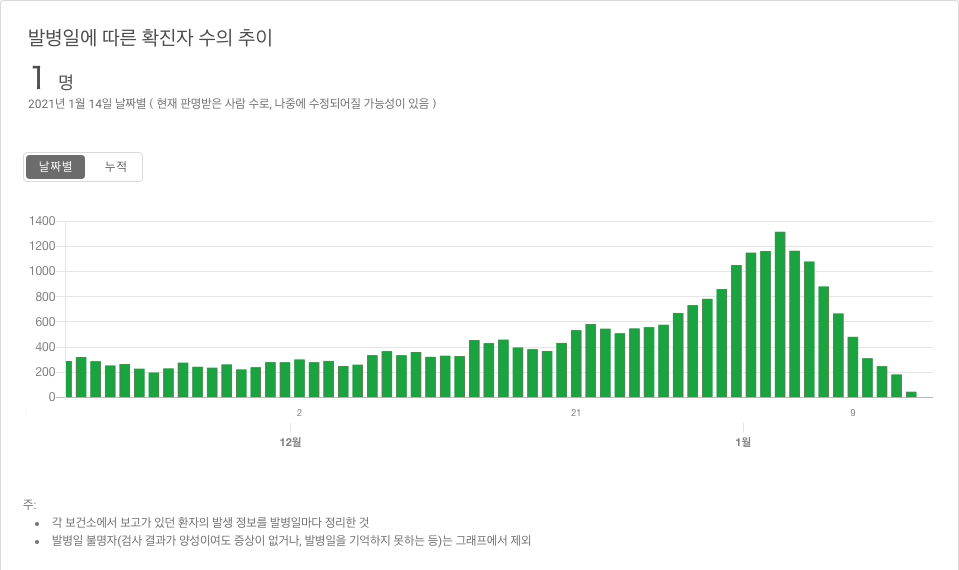 발병일에 따른 확진자 수의 추이
1 명
2021년 1월 14일 날짜별 ( 현재 판명받은 사람 수로, 나중에 수정되어질 가능성이 있음 )
날짜별 누적
1400
1200
1000
800
600
400
200
0
2 21 9
12월 1월
주:
• 각 보건소에서 보고가 있던 환자의 발생 정보를 발병일마다 정리한 것
• 발병일 불명자(검사 결과가 양성이여도 증상이 없거나, 발병일을 기억하지 못하는 등)는 그래프에서 제외